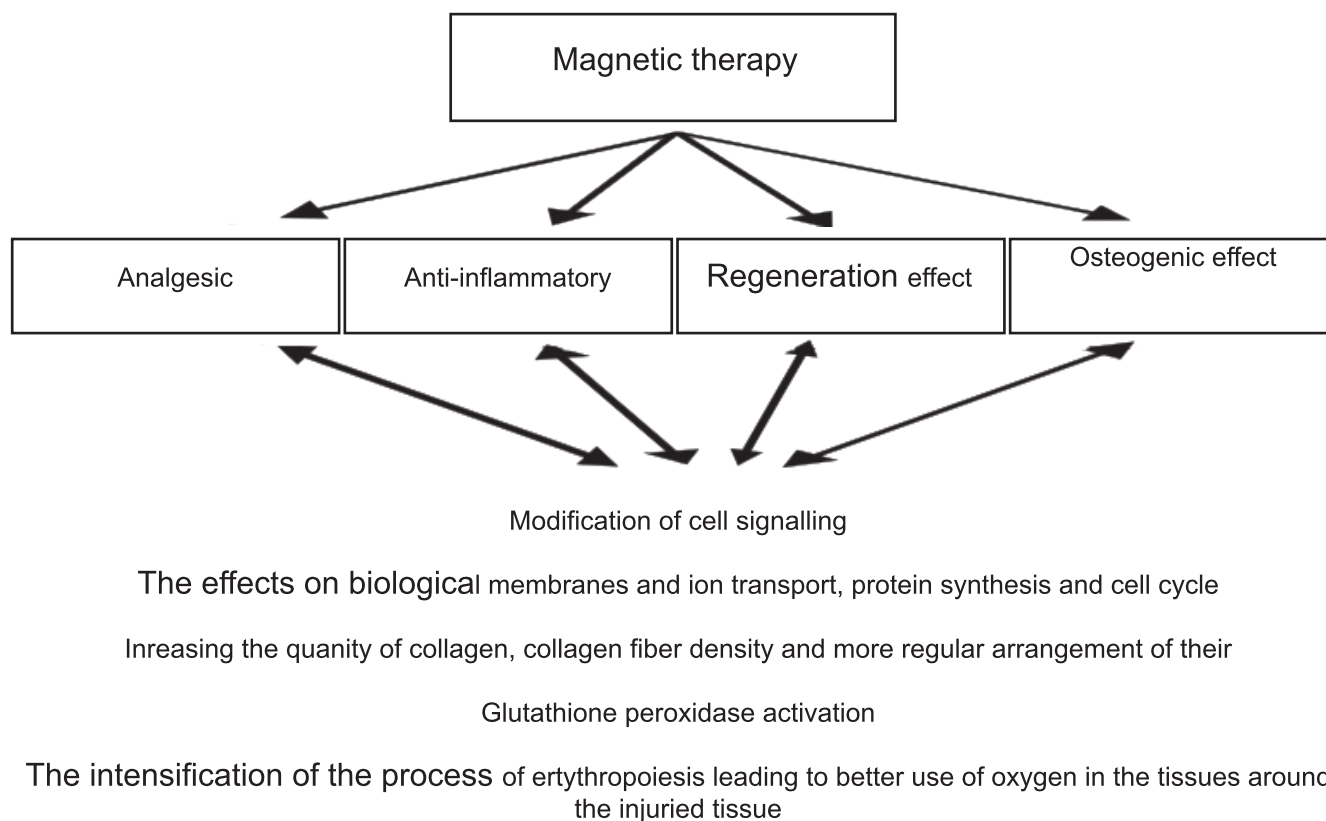 Magnetic therapy
Analgesic
Anti-inflammatory
Regeneration effect
Osteogenic effect
Modification of cell signalling
The effects on biological membranes and ion transport, protein synthesis and cell cycle
Inreasing the quanity of collagen, collagen fiber density and more regular arrangement of their
Glutathione peroxidase activation
The intensification of the process of ertythropoiesis leading to better use of oxygen in the tissues around
the injuried tissue